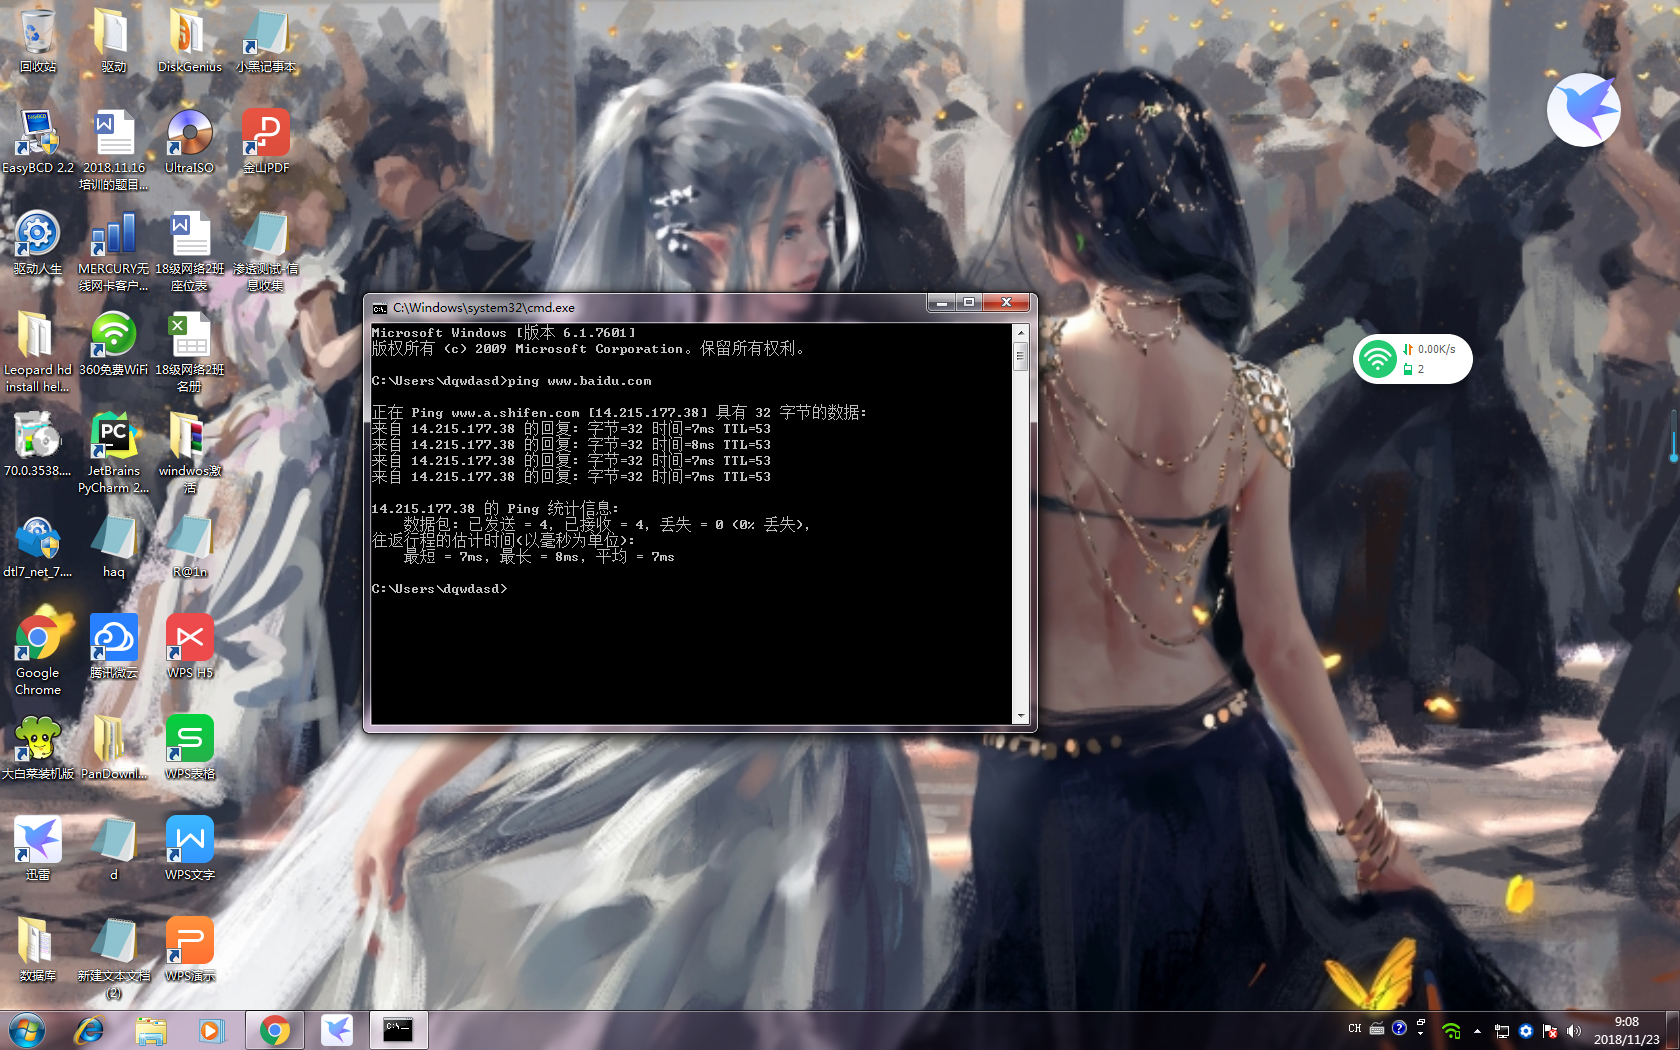 回收站
驱动
DiskGenius
小黑记事本
EasyBCD 2.2
2018.11.16
培训的题目...
UltraISO
金山PDF
驱动人生
MERCURY无
线网卡客户...
18级网络2班
座位表
渗透测试-信
息收集
Leopard hd
install hel...
360免费WiFi
18级网络2班
名册
70.0.3538....
JetBrains
PyCharm 2...
windwos激
活
dtl7_net_7....
haq
R@1n
Google
Chrome
腾讯微云
WPS H5
大白菜装机版
PanDownl...
WPS表格
迅雷
d
WPS文字
数据库
新建文本文档
(2)
WPS演示
C:\Windows\system32\cmd.exe
Microsoft Windows [版本 6.1.7601]
版权所有 (c) 2009 Microsoft Corporation。保留所有权利。
C:\Users\dqwdasd>ping www.baidu.com
正在 Ping www.a.shifen.com [14.215.177.38] 具有 32 字节的数据:
来自 14.215.177.38 的回复: 字节=32 时间=7ms TTL=53
来自 14.215.177.38 的回复: 字节=32 时间=8ms TTL=53
来自 14.215.177.38 的回复: 字节=32 时间=7ms TTL=53
来自 14.215.177.38 的回复: 字节=32 时间=7ms TTL=53
14.215.177.38 的 Ping 统计信息:
数据包: 已发送 = 4, 已接收 = 4, 丢失 = 0 (0% 丢失),
往返行程的估计时间(以毫秒为单位):
最短 = 7ms, 最长 = 8ms, 平均 = 7ms
C:\Users\dqwdasd>
0.00K/s
2
CH
9:08
2018/11/23